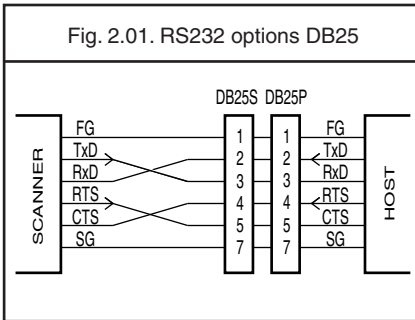 Fig. 2.01. RS232 options DB25
DB25S DB25P
FG 1 1 FG
TxD 2 2 TxD
RxD 3 3 RxD
RTS 4 4 RTS
CTS 5 5 CTS
SG 7 7 SG
SCANNER
HOST